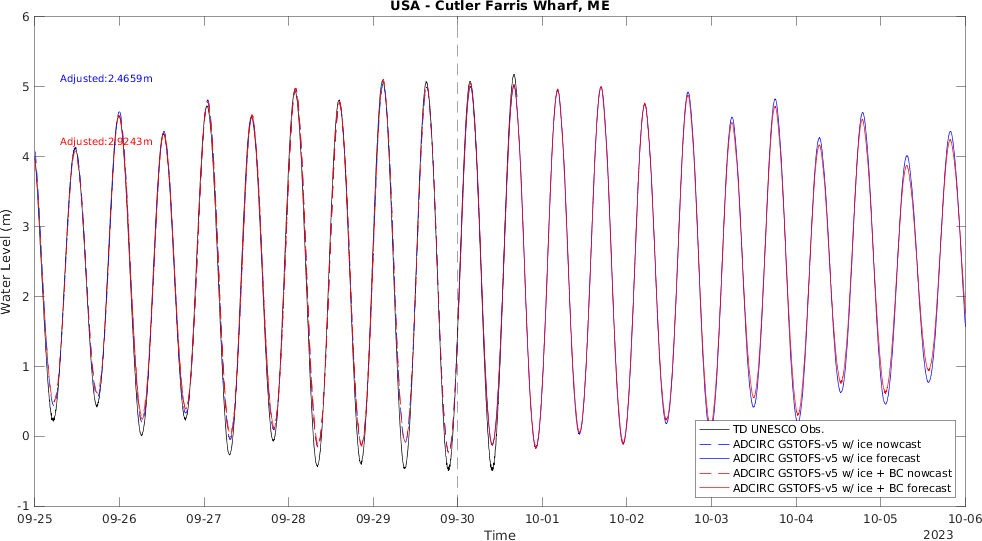 USA - Cutler Farris Wharf, ME
6
5
4
3
2
1
0
-1
Water Level (m)
Adjusted:2.4659m
Adjusted:2.9243m
TD UNESCO Obs.
ADCIRC GSTOFS-v5 w/ ice nowcast
ADCIRC GSTOFS-v5 w/ ice forecast
ADCIRC GSTOFS-v5 w/ ice + BC nowcast
ADCIRC GSTOFS-v5 w/ ice + BC forecast
09-25 09-26 09-27 09-28 09-29 09-30 10-01 10-02 10-03 10-04 10-05 10-06
Time
2023